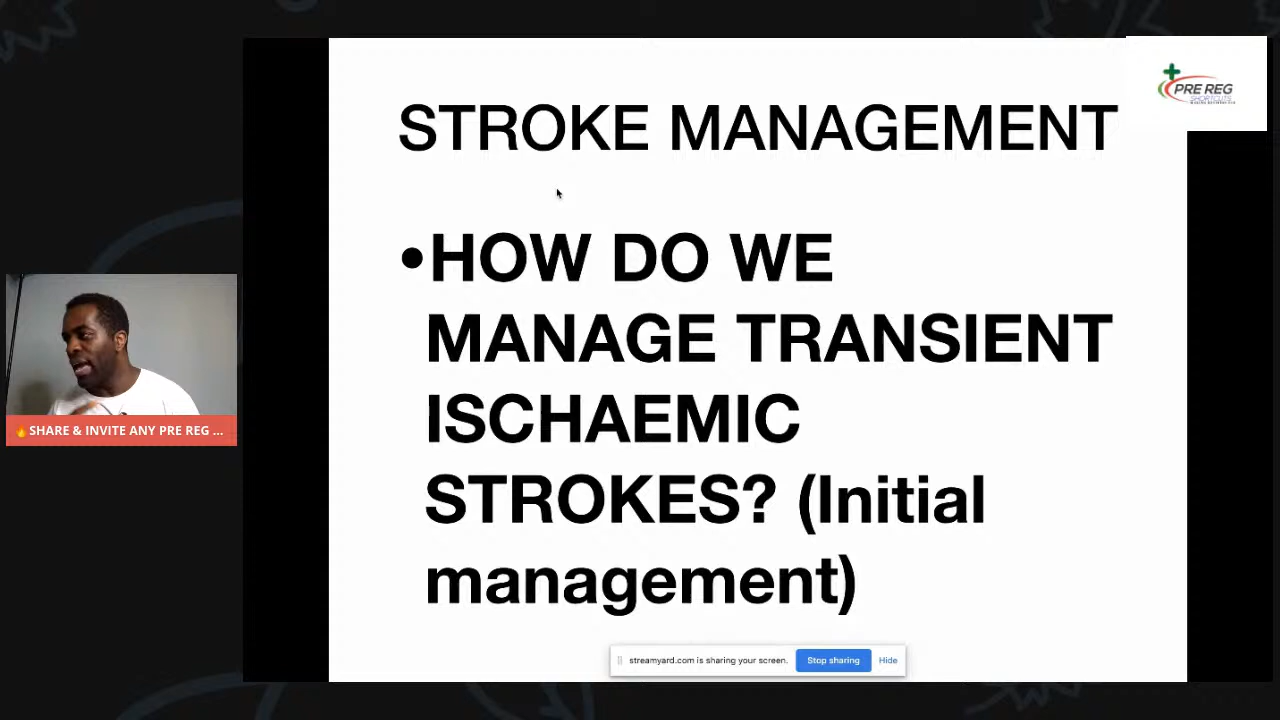 STROKE MANAGEMENT
PRE REG
SHORTCUTS
•HOW DO WE
MANAGE TRANSIENT
ISCHAEMIC
STROKES? (Initial
management)
🔥SHARE & INVITE ANY PRE REG ...
streamyard.com is sharing your screen.
Stop sharing
Hide